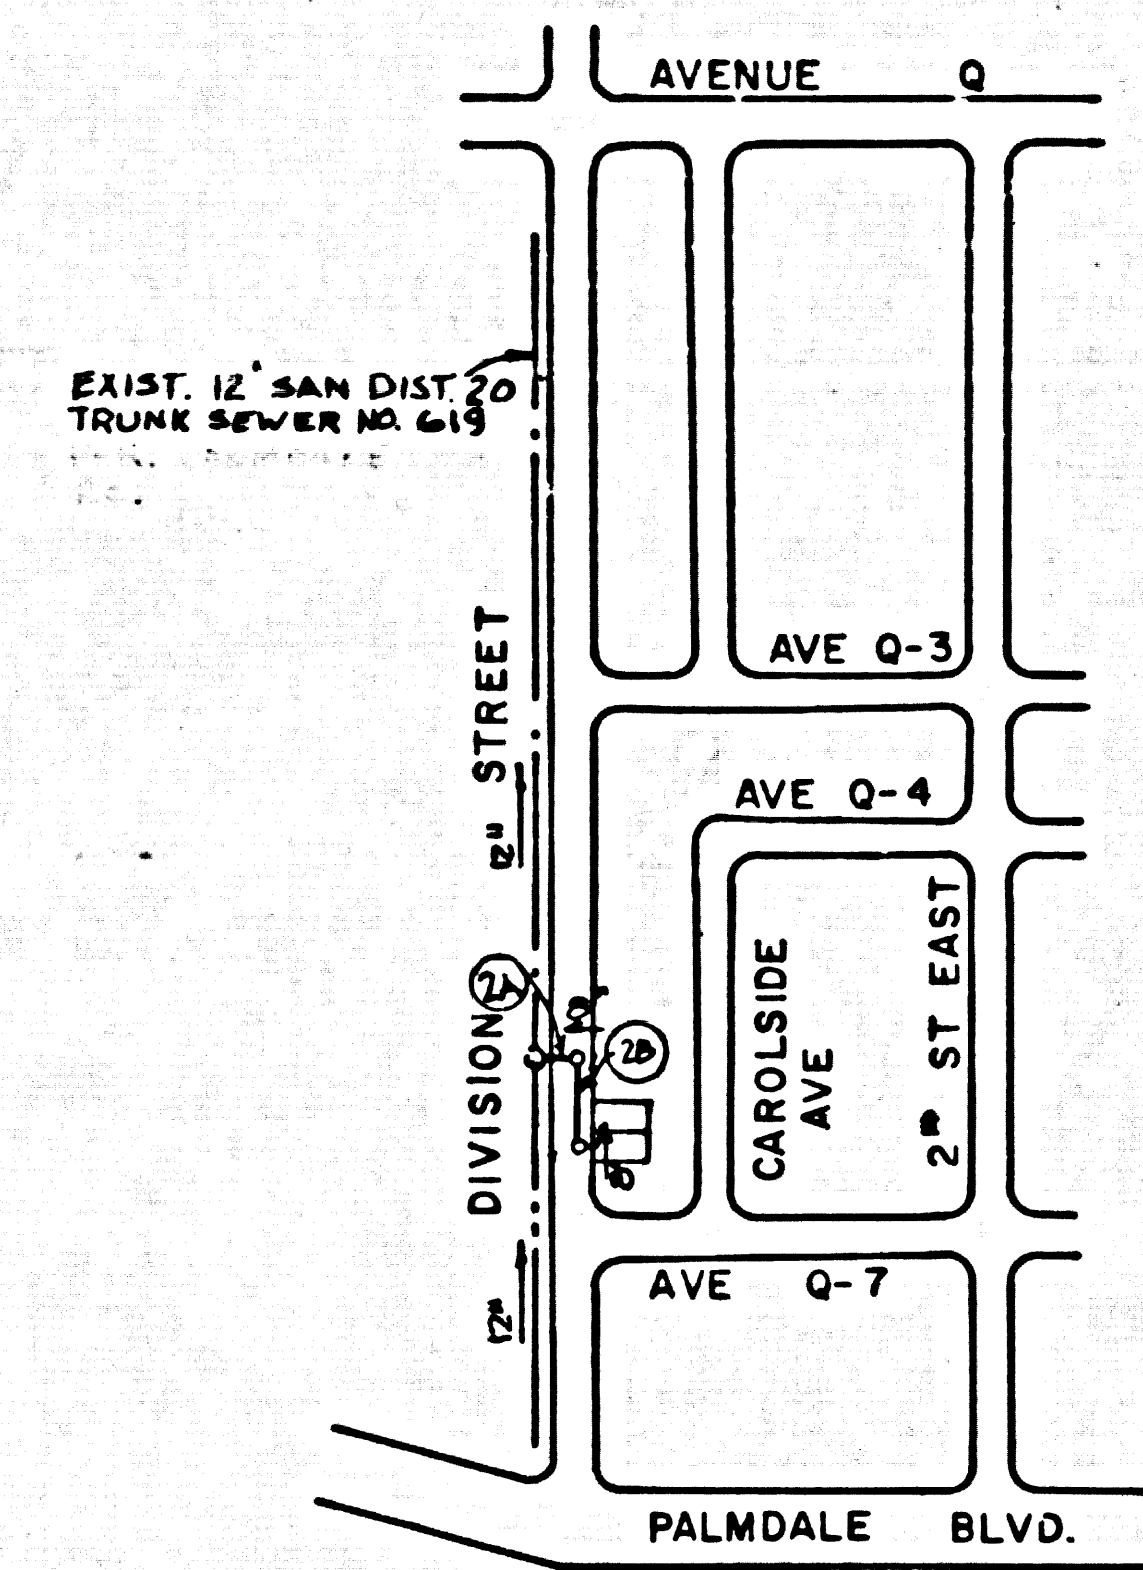 AVENUE Q
EXIST. 12" SAN DIST. 20
TRUNK SEWER NO. 619
AVE Q-3
STREET
AVE Q-4
12"
2A
DIVISION
2B
CAROLSIDE
AVE
2ND ST EAST
8
12"
AVE Q-7
PALMDALE BLVD.